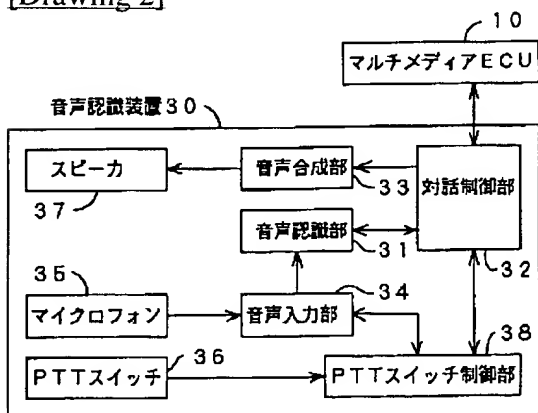 [Drawing 2]
10
マルチメディアECU
音声認識装置30
スピーカ
37
音声合成部
33
対話制御部
32
音声認識部
31
35
マイクロフォン
34
音声入力部
36
PTTスイッチ
38
PTTスイッチ制御部